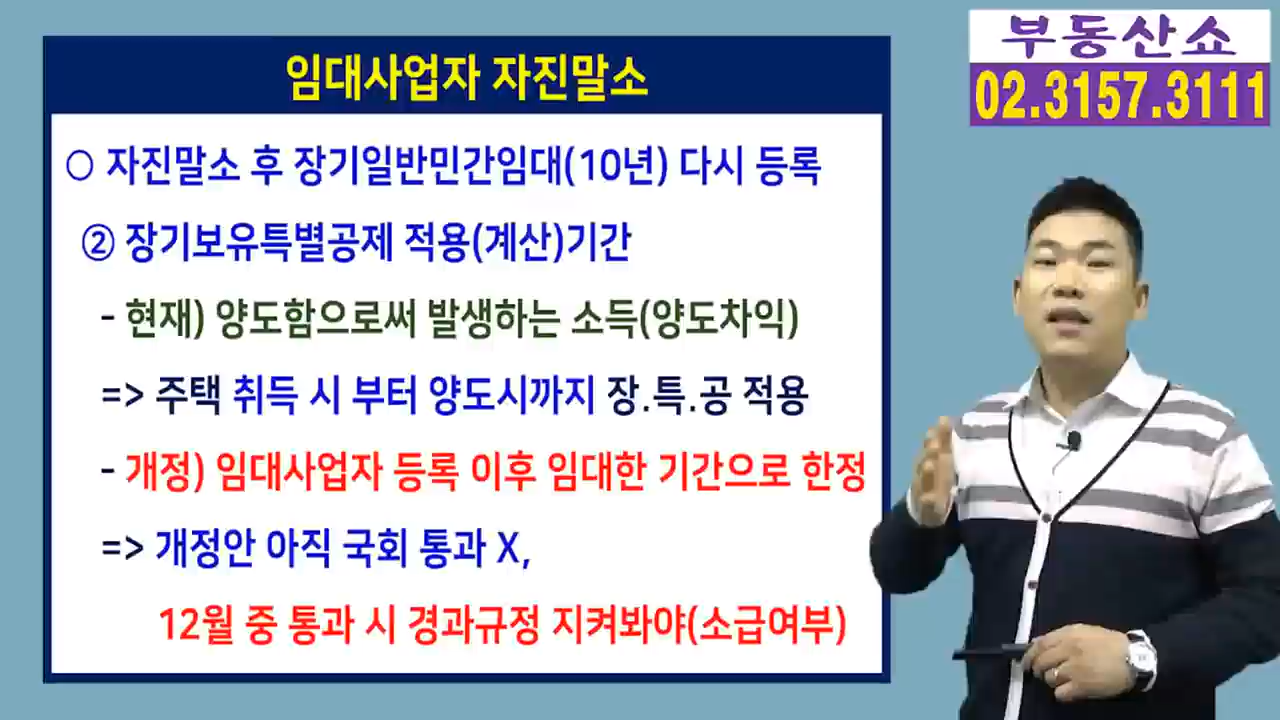 부동산쇼
02.3157.3111
임대사업자 자진말소
○ 자진말소 후 장기일반민간임대(10년) 다시 등록
② 장기보유특별공제 적용(계산)기간
- 현재) 양도함으로써 발생하는 소득(양도차익)
=> 주택 취득 시 부터 양도시까지 장.특.공 적용
- 개정) 임대사업자 등록 이후 임대한 기간으로 한정
=> 개정안 아직 국회 통과 X,
12월 중 통과 시 경과규정 지켜봐야(소급여부)